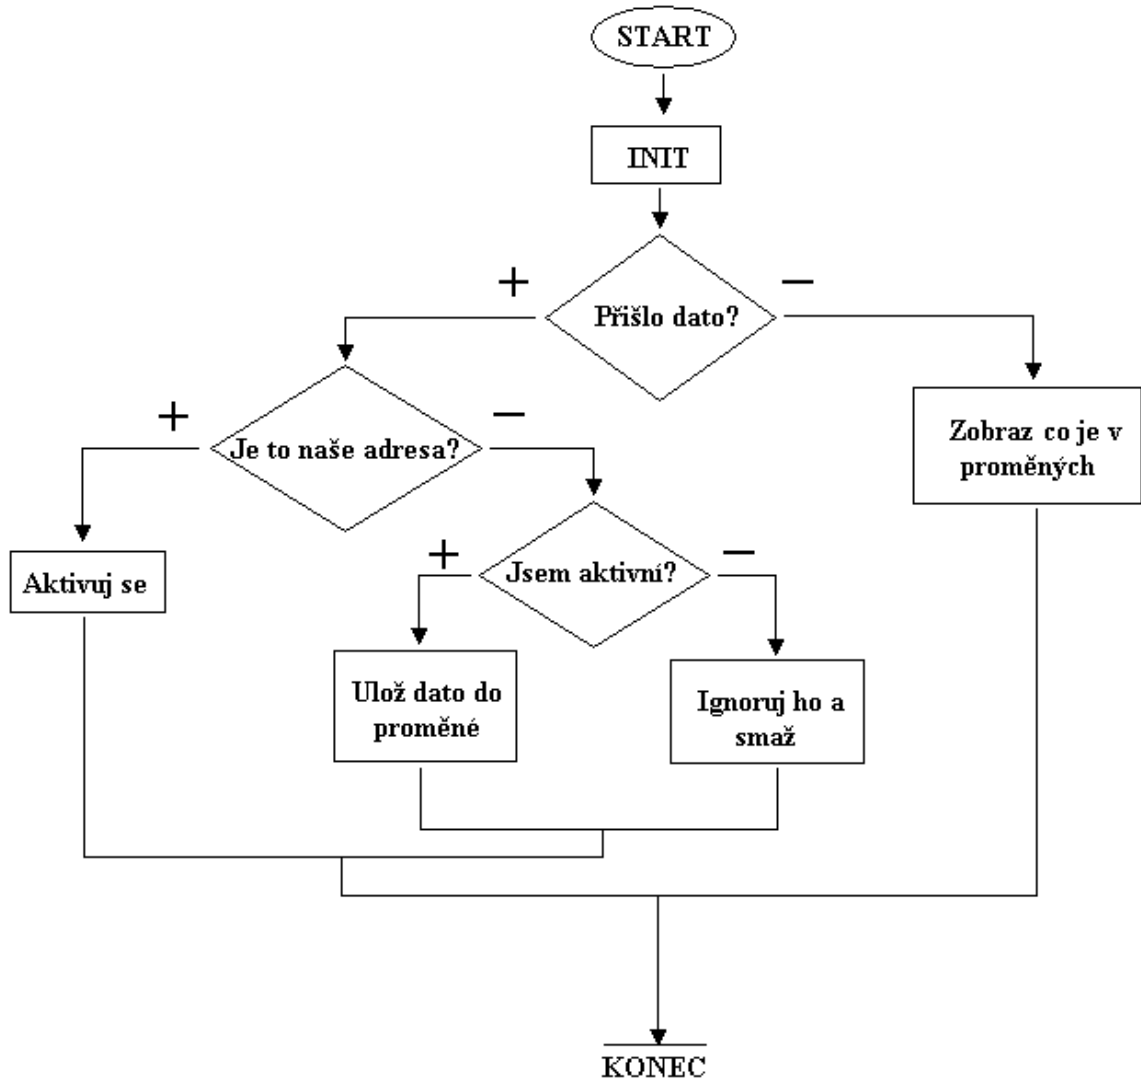 START
INIT
+
−
Přišlo dato?
+
−
Je to naše adresa?
Zobraz co je v
proměných
+
−
Jsem aktivní?
Aktivuj se
Ulož dato do
proměné
Ignoruj ho a
smaž
KONEC